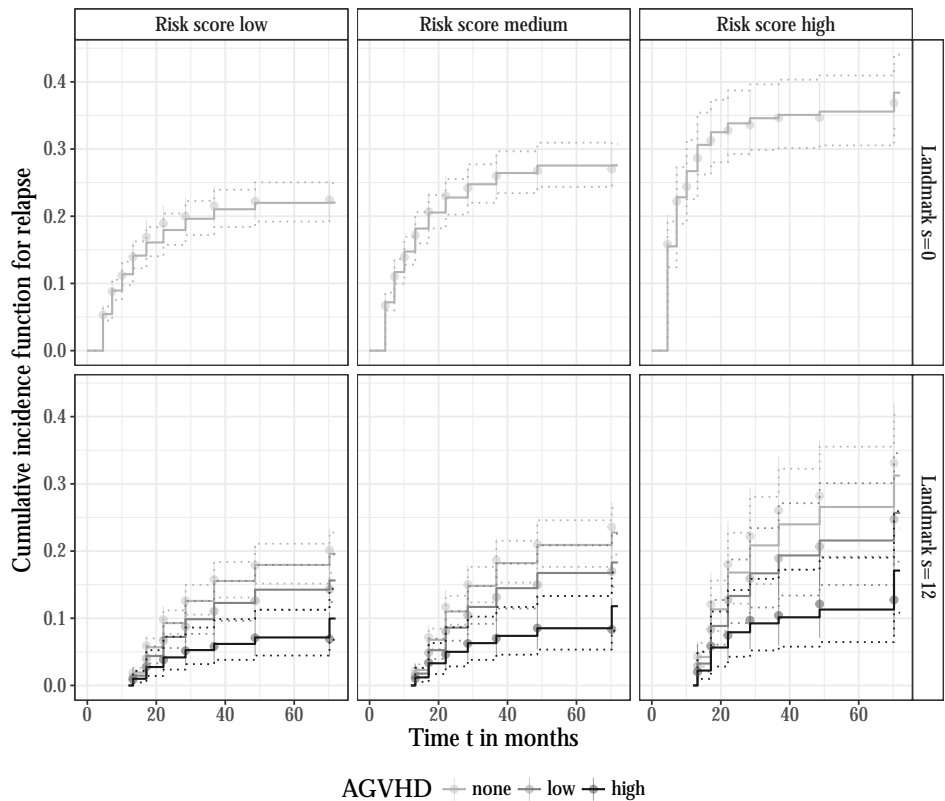 Risk score low Risk score medium Risk score high
Cumulative incidence function for relapse
0.4
0.3
0.2
0.1
0.0
Landmark s=0
0.4
0.3
0.2
0.1
0.0
Landmark s=12
0 20 40 60 0 20 40 60 0 20 40 60
Time t in months
AGVHD none low high